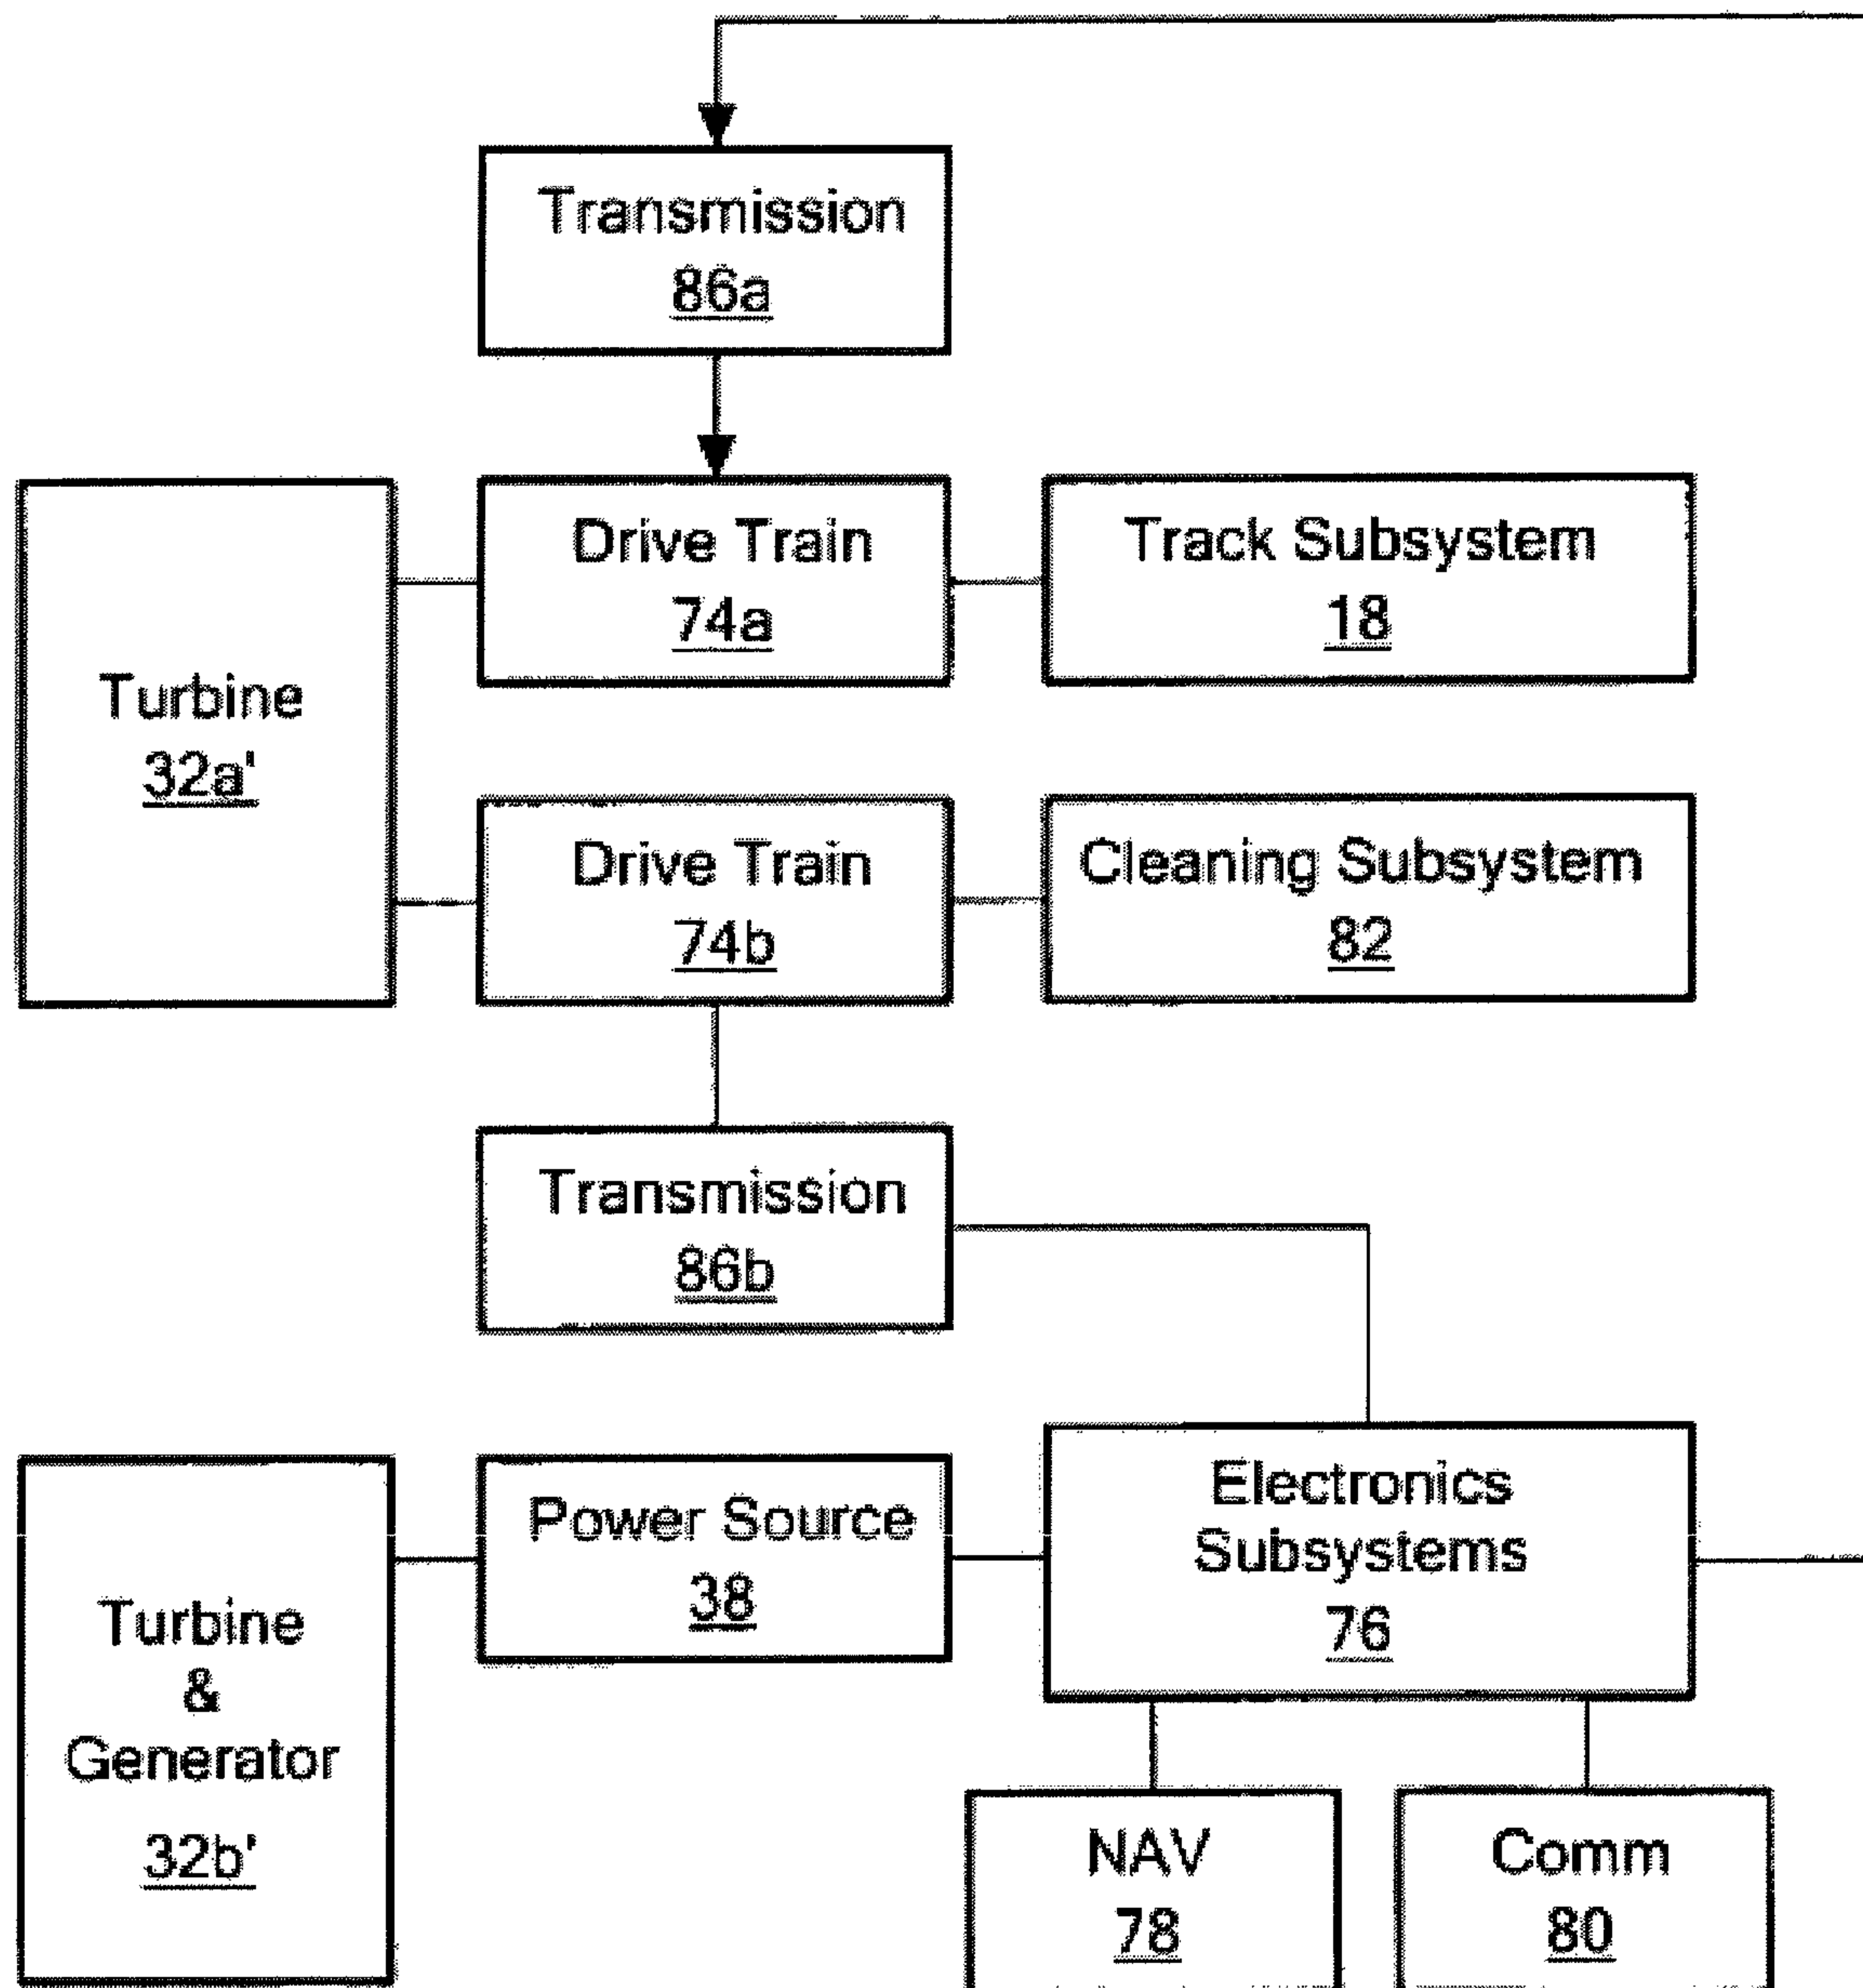 Transmission
86a
Drive Train
74a
Track Subsystem
18
Turbine
32a'
Drive Train
74b
Cleaning Subsystem
82
Transmission
86b
Power Source
38
Electronics
Subsystems
76
Turbine
&
Generator
32b'
NAV
78
Comm
80